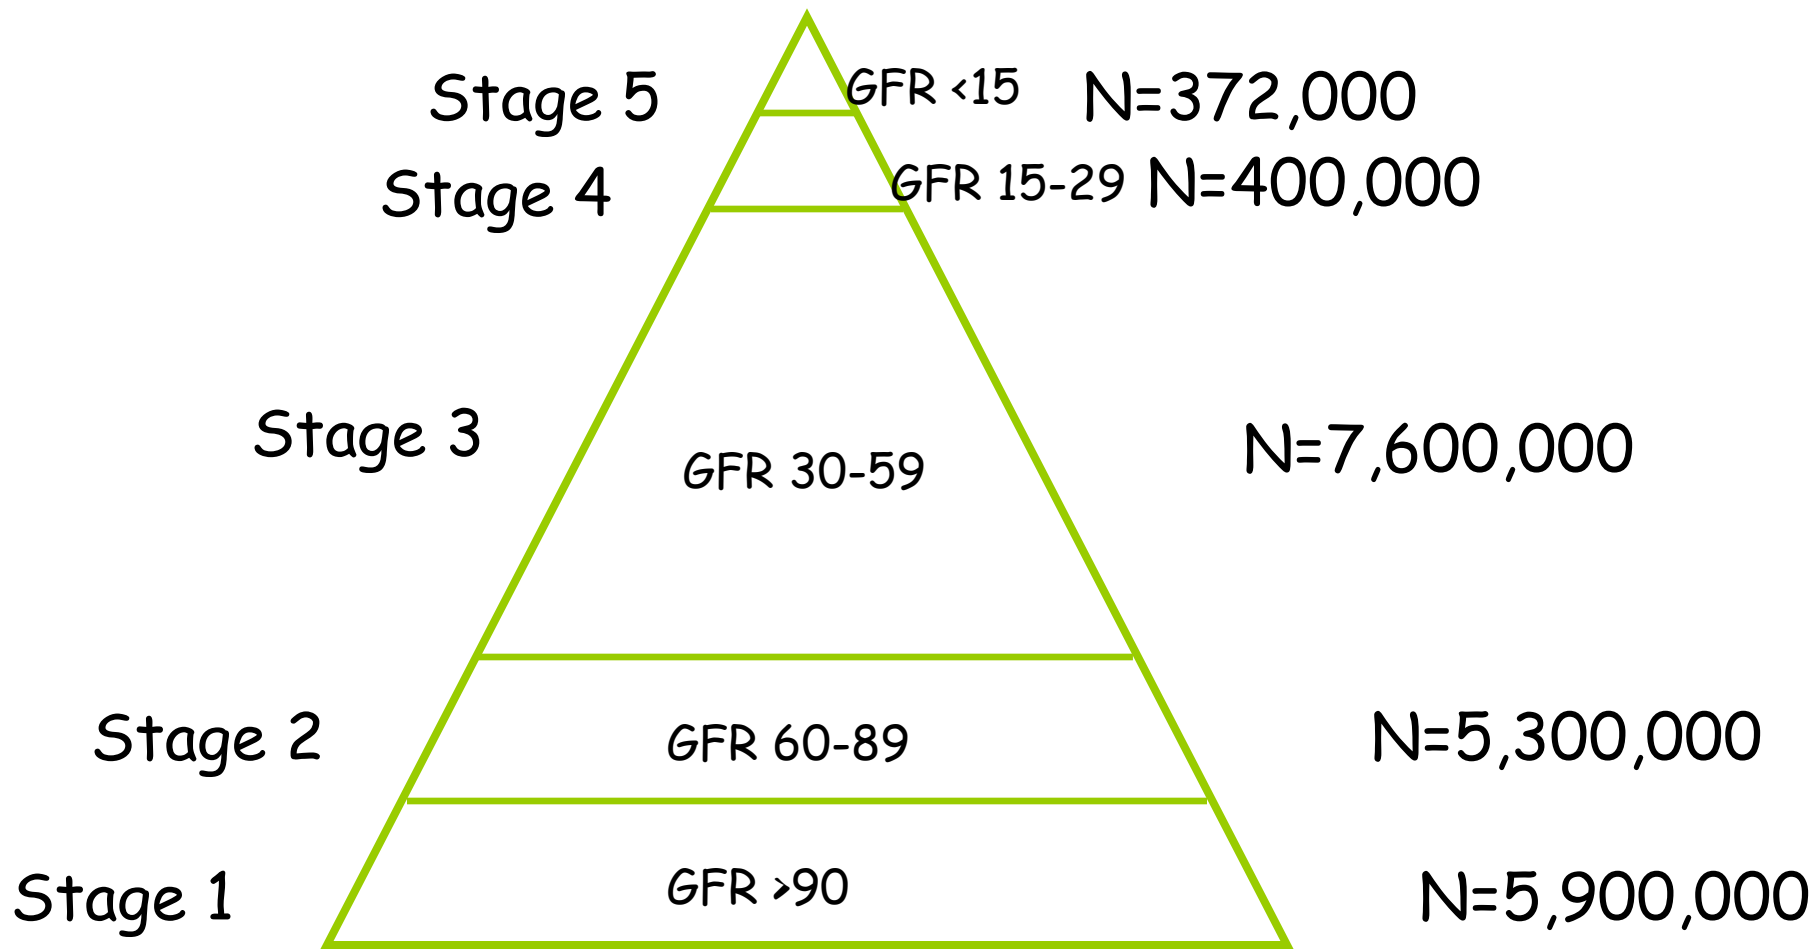 Stage 5 GFR <15 N=372,000
Stage 4 GFR 15-29 N=400,000
Stage 3 GFR 30-59 N=7,600,000
Stage 2 GFR 60-89 N=5,300,000
Stage 1 GFR >90 N=5,900,000